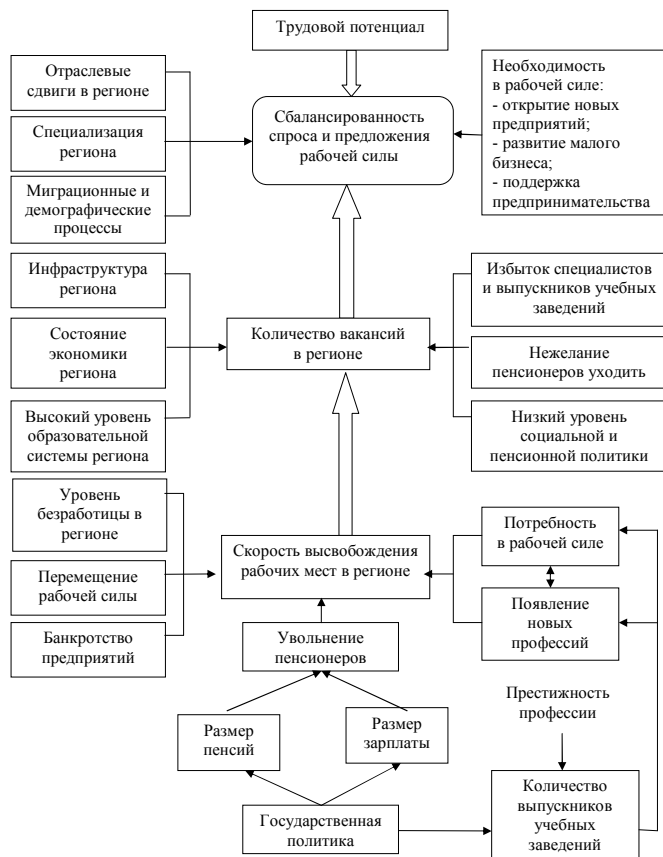 Трудовой потенциал
Отраслевые
сдвиги в регионе
Специализация
региона
Миграционные и
демографические
процессы
Сбалансированность
спроса и предложения
рабочей силы
Необходимость
в рабочей силе:
- открытие новых
предприятий;
- развитие малого
бизнеса;
- поддержка
предпринимательства
Инфраструктура
региона
Состояние
экономики
региона
Высокий уровень
образовательной
системы региона
Количество вакансий
в регионе
Избыток специалистов
и выпускников учебных
заведений
Нежелание
пенсионеров уходить
Низкий уровень
социальной и
пенсионной политики
Уровень
безработицы в
регионе
Перемещение
рабочей силы
Банкротство
предприятий
Скорость высвобождения
рабочих мест в регионе
Потребность
в рабочей силе
Появление
новых
профессий
Увольнение
пенсионеров
Размер
пенсий
Размер
зарплаты
Престижность
профессии
Государственная
политика
Количество
выпускников
учебных
заведений